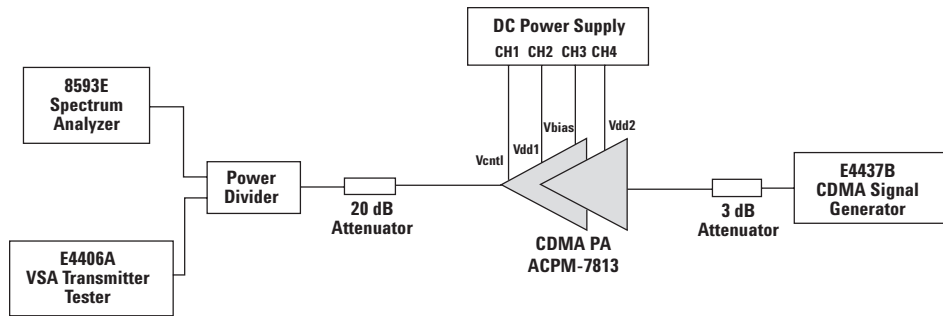 DC Power Supply
CH1 CH2 CH3 CH4
8593E
Spectrum
Analyzer
Vcntl
Vdd1
Vbias
Vdd2
Power
Divider
20 dB
Attenuator
CDMA PA
ACPM-7813
3 dB
Attenuator
E4437B
CDMA Signal
Generator
E4406A
VSA Transmitter
Tester